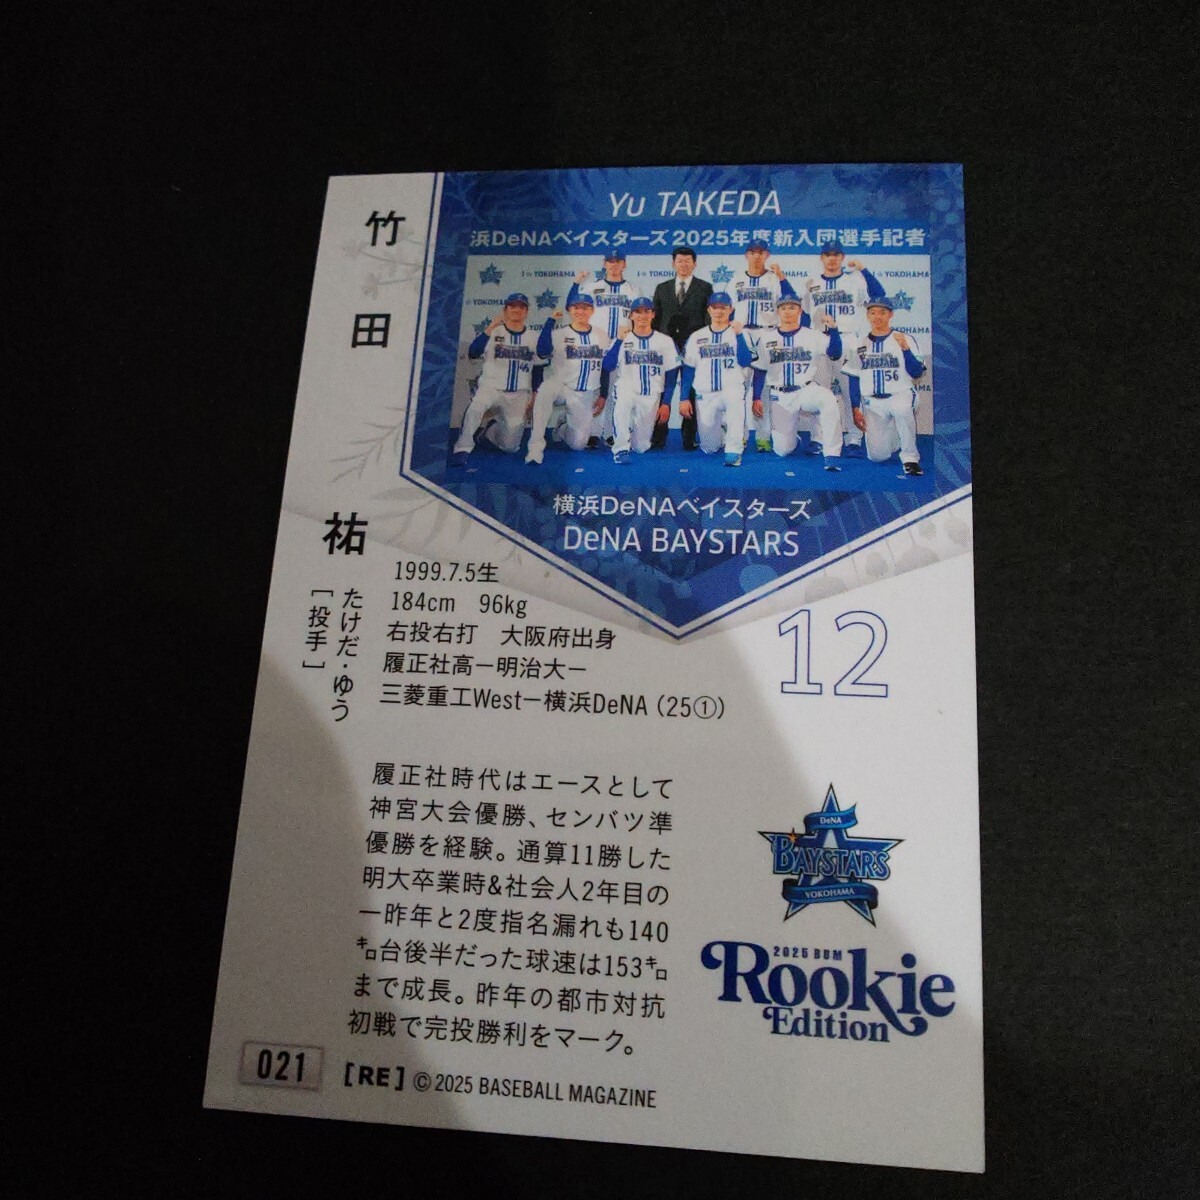 竹田 祐
たけだ・ゆう
［投手］
Yu TAKEDA
浜DeNAベイスターズ2025年度新入団選手記者
横浜DeNAベイスターズ
DeNA BAYSTARS
1999.7.5生
184cm 96kg
右投右打 大阪府出身
履正社高ー明治大ー
三菱重工Westー横浜DeNA（25①）
12
履正社時代はエースとして
神宮大会優勝、センバツ準
優勝を経験。通算11勝した
明大卒業時&社会人2年目の
一昨年と2度指名漏れも140
㌔台後半だった球速は153㌔
まで成長。昨年の都市対抗
初戦で完投勝利をマーク。
DeNA
BAYSTARS
YOKOHAMA
2025 BBM
Rookie
Edition
021
[RE] © 2025 BASEBALL MAGAZINE